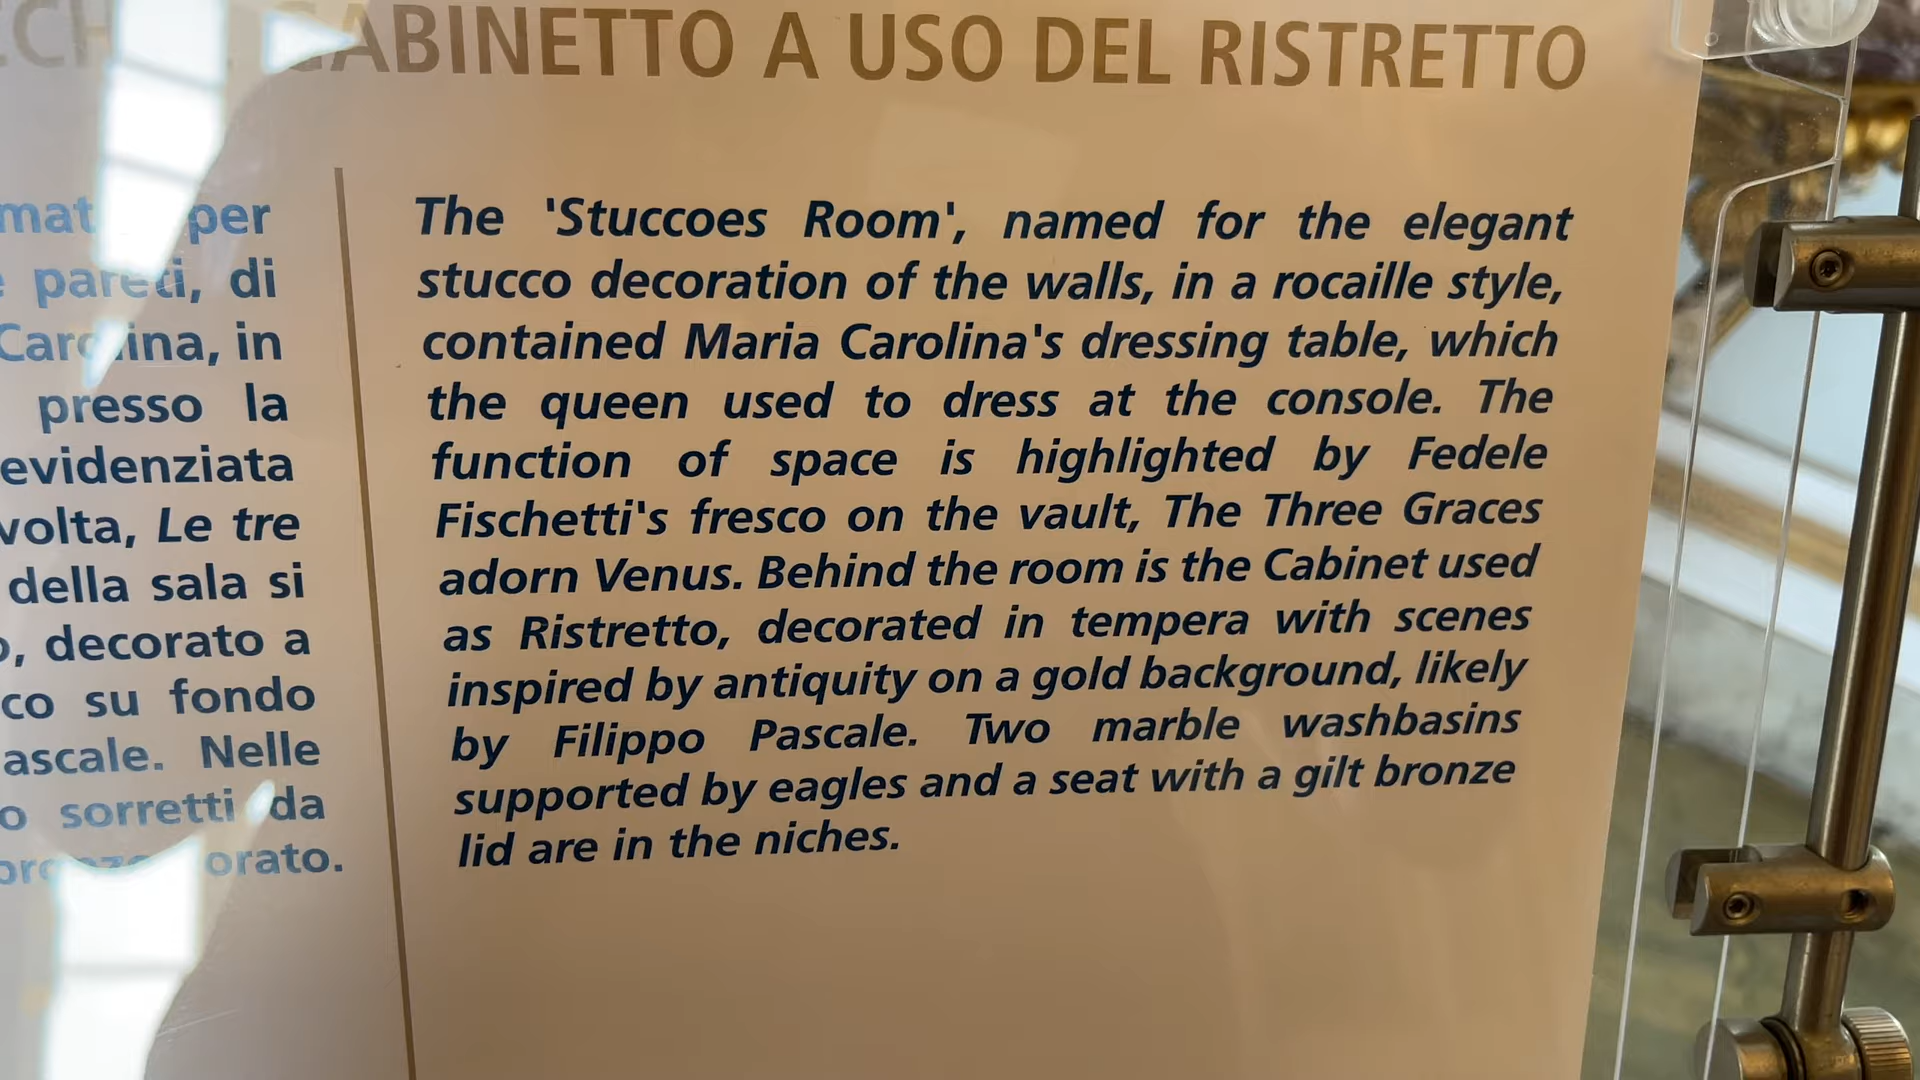 GABINETTO A USO DEL RISTRETTO
per
pareti, di
Carolina, in
presso la
evidenziata
volta, Le tre
della sala si
decorato a
su fondo
Nelle
sorretti da
The 'Stuccoes Room', named for the elegant
stucco decoration of the walls, in a rocaille style,
contained Maria Carolina's dressing table, which
the queen used to dress at the console. The
function of space is highlighted by Fedele
Fischetti's fresco on the vault, The Three Graces
adorn Venus. Behind the room is the Cabinet used
as Ristretto, decorated in tempera with scenes
inspired by antiquity on a gold background, likely
by Filippo Pascale. Two marble washbasins
supported by eagles and a seat with a gilt bronze
lid are in the niches.